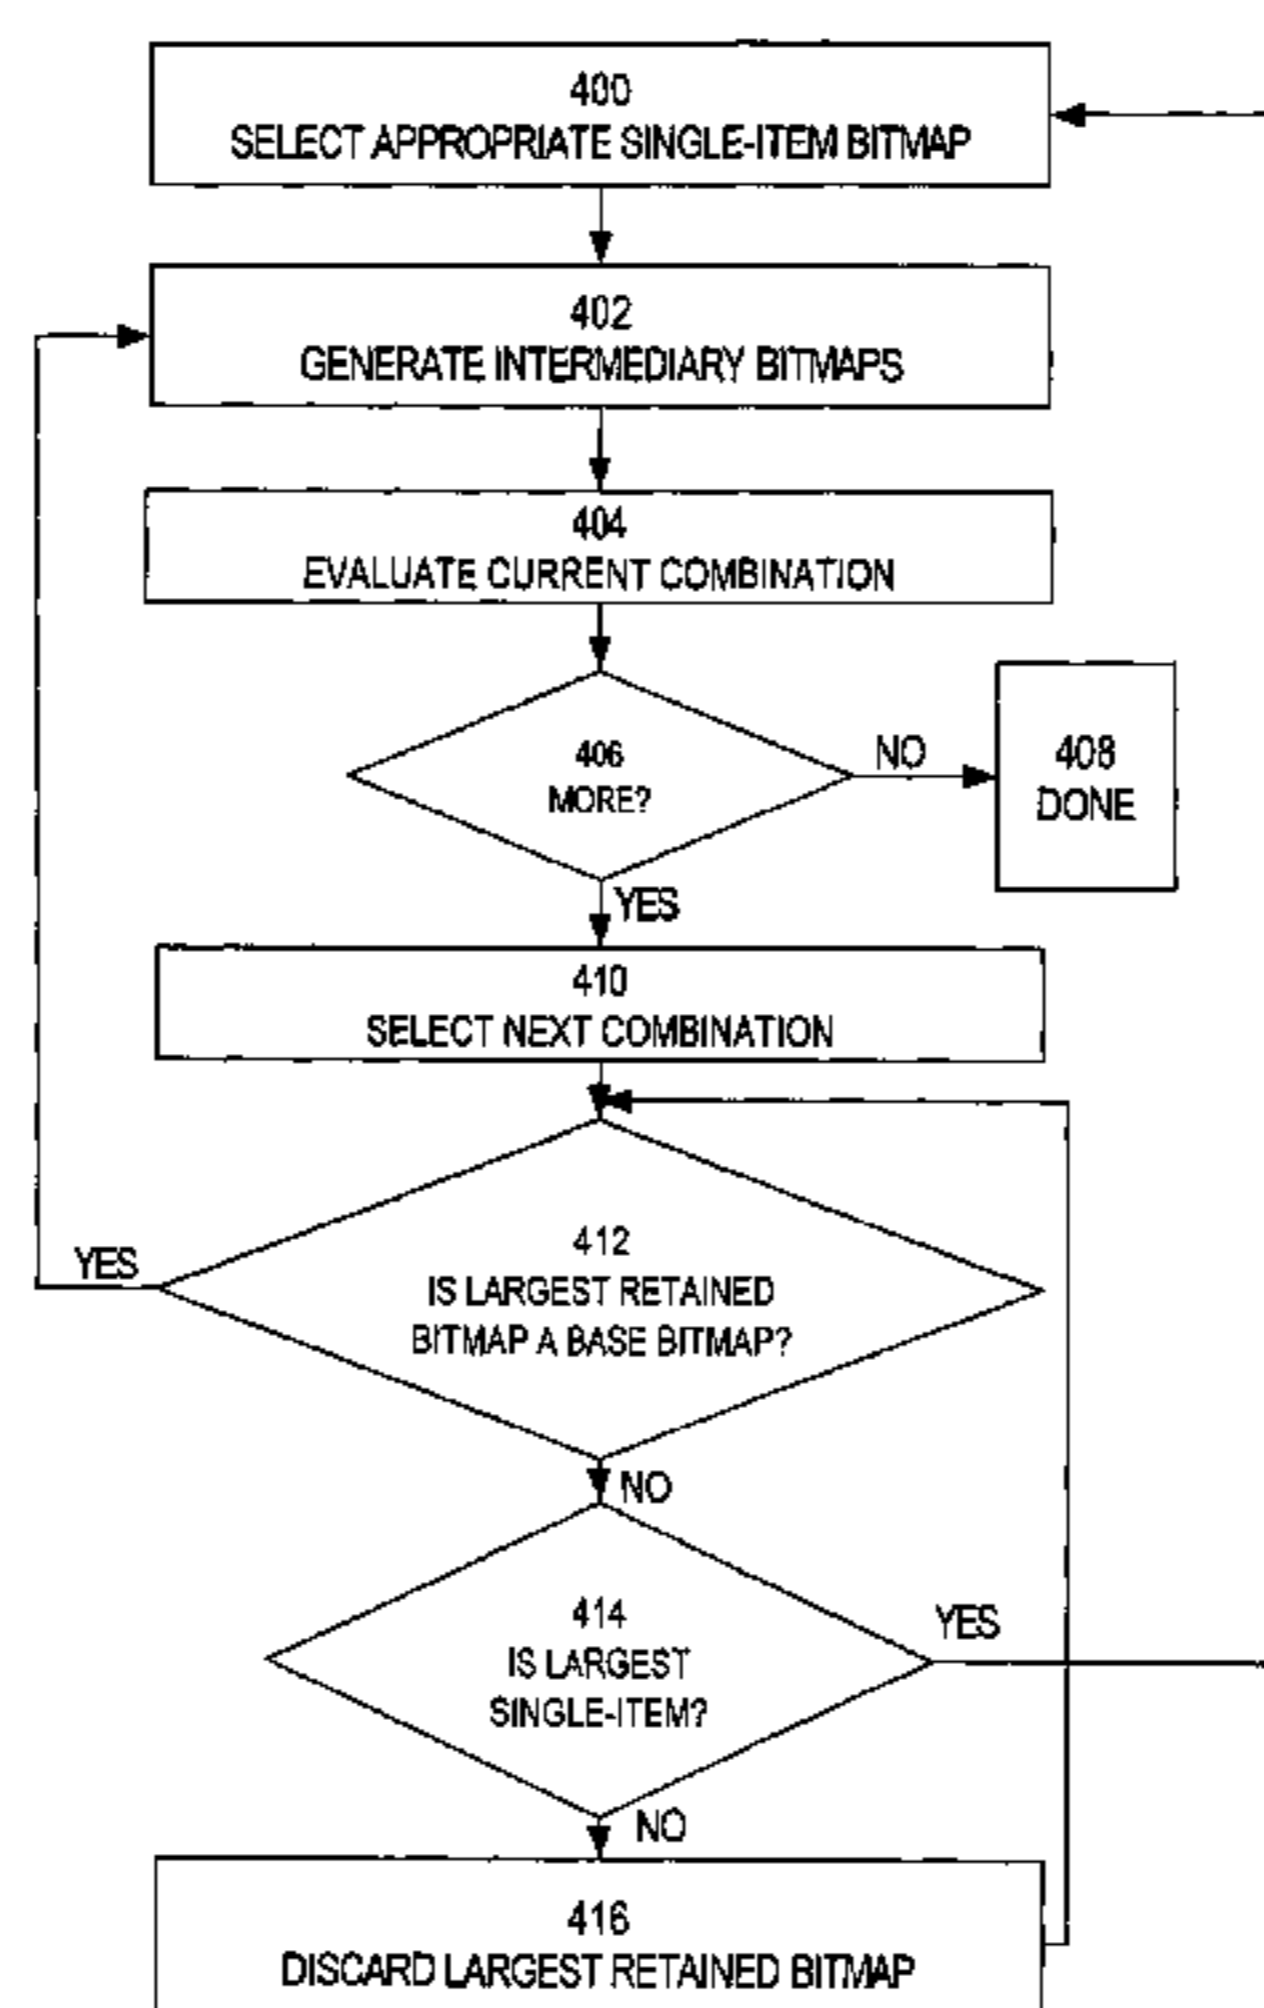 400
SELECT APPROPRIATE SINGLE-ITEM BITMAP
402
GENERATE INTERMEDIARY BITMAPS
404
EVALUATE CURRENT COMBINATION
406
MORE?
NO
408
DONE
YES
410
SELECT NEXT COMBINATION
412
IS LARGEST RETAINED
BITMAP A BASE BITMAP?
YES
NO
414
IS LARGEST
SINGLE-ITEM?
YES
NO
416
DISCARD LARGEST RETAINED BITMAP